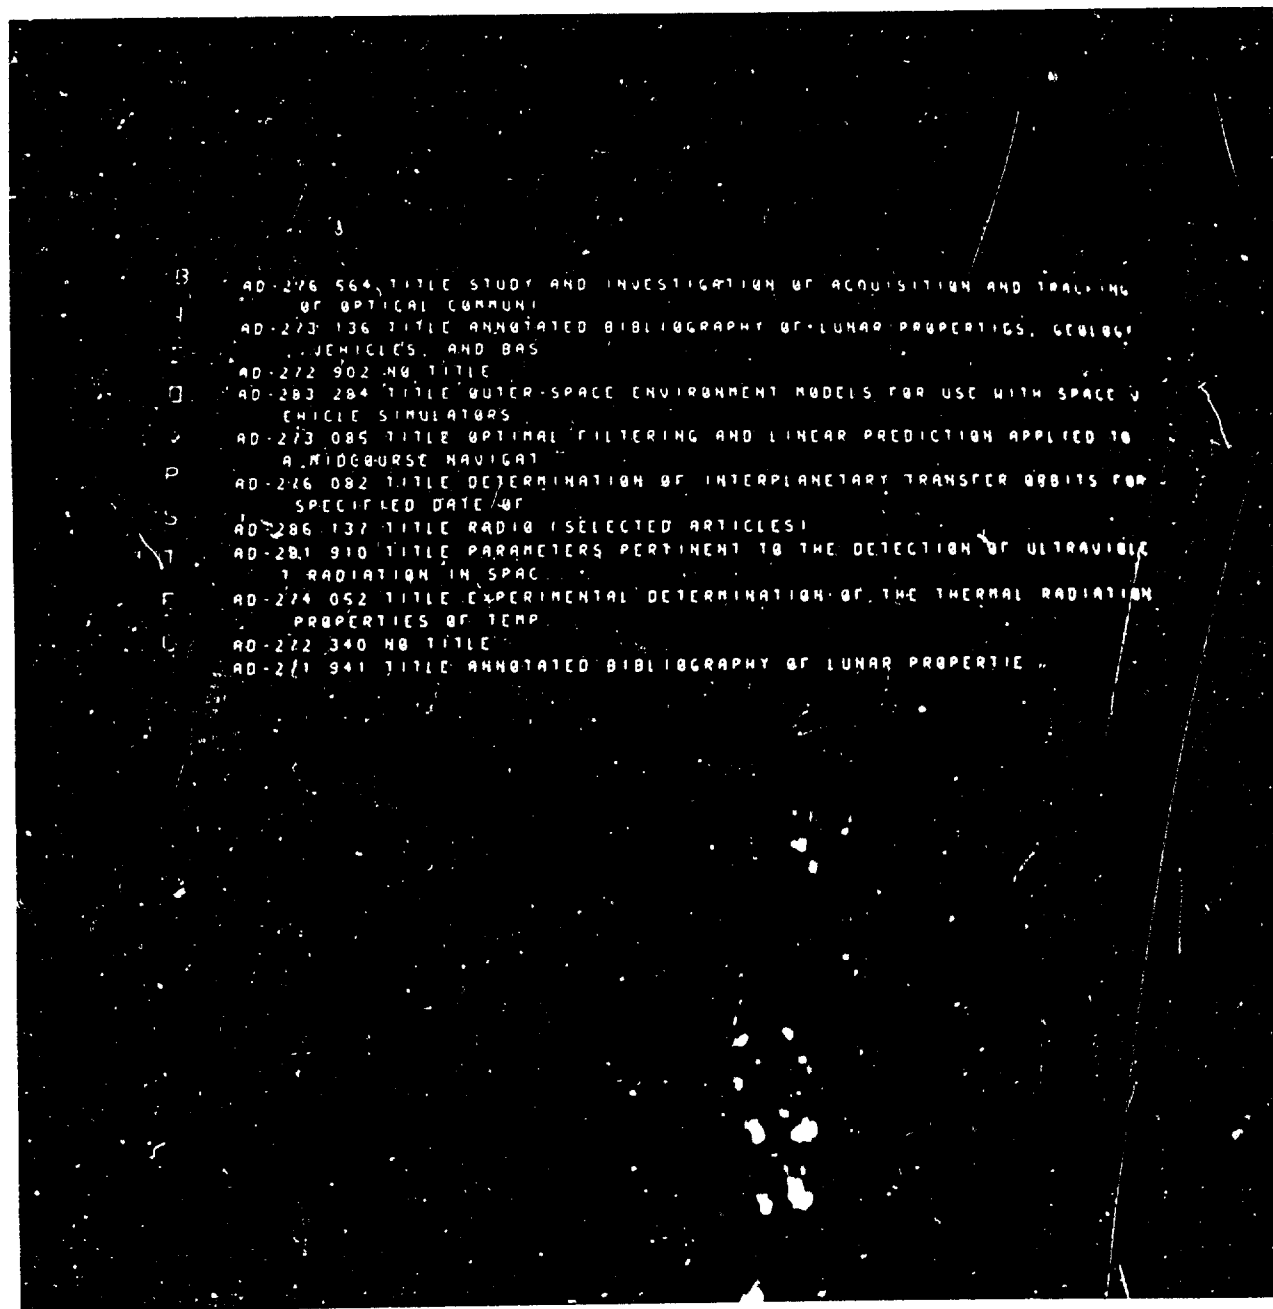 AD-276 564 TITLE STUDY AND INVESTIGATION OF ACQUISITION AND TRACKING
OF OPTICAL COMMUNI
AD-273 136 TITLE ANNOTATED BIBLIOGRAPHY OF LUNAR PROPERTIES, GEOLOGY
, VEHICLES, AND BAS
AD-272 902 NO TITLE
AD-283 284 TITLE OUTER-SPACE ENVIRONMENT MODELS FOR USE WITH SPACE V
EHICLE SIMULATORS
AD-273 085 TITLE OPTIMAL FILTERING AND LINEAR PREDICTION APPLIED TO
A MIDCOURSE NAVIGAT
AD-276 082 TITLE DETERMINATION OF INTERPLANETARY TRANSFER ORBITS FOR
SPECIFIED DATE OF
AD-286 137 TITLE RADIO (SELECTED ARTICLES)
AD-281 910 TITLE PARAMETERS PERTINENT TO THE DETECTION OF ULTRAVIOLE
T RADIATION IN SPAC
AD-274 052 TITLE EXPERIMENTAL DETERMINATION OF THE THERMAL RADIATION
PROPERTIES OF TEMP
AD-272 340 NO TITLE
AD-271 941 TITLE ANNOTATED BIBLIOGRAPHY OF LUNAR PROPERTIE